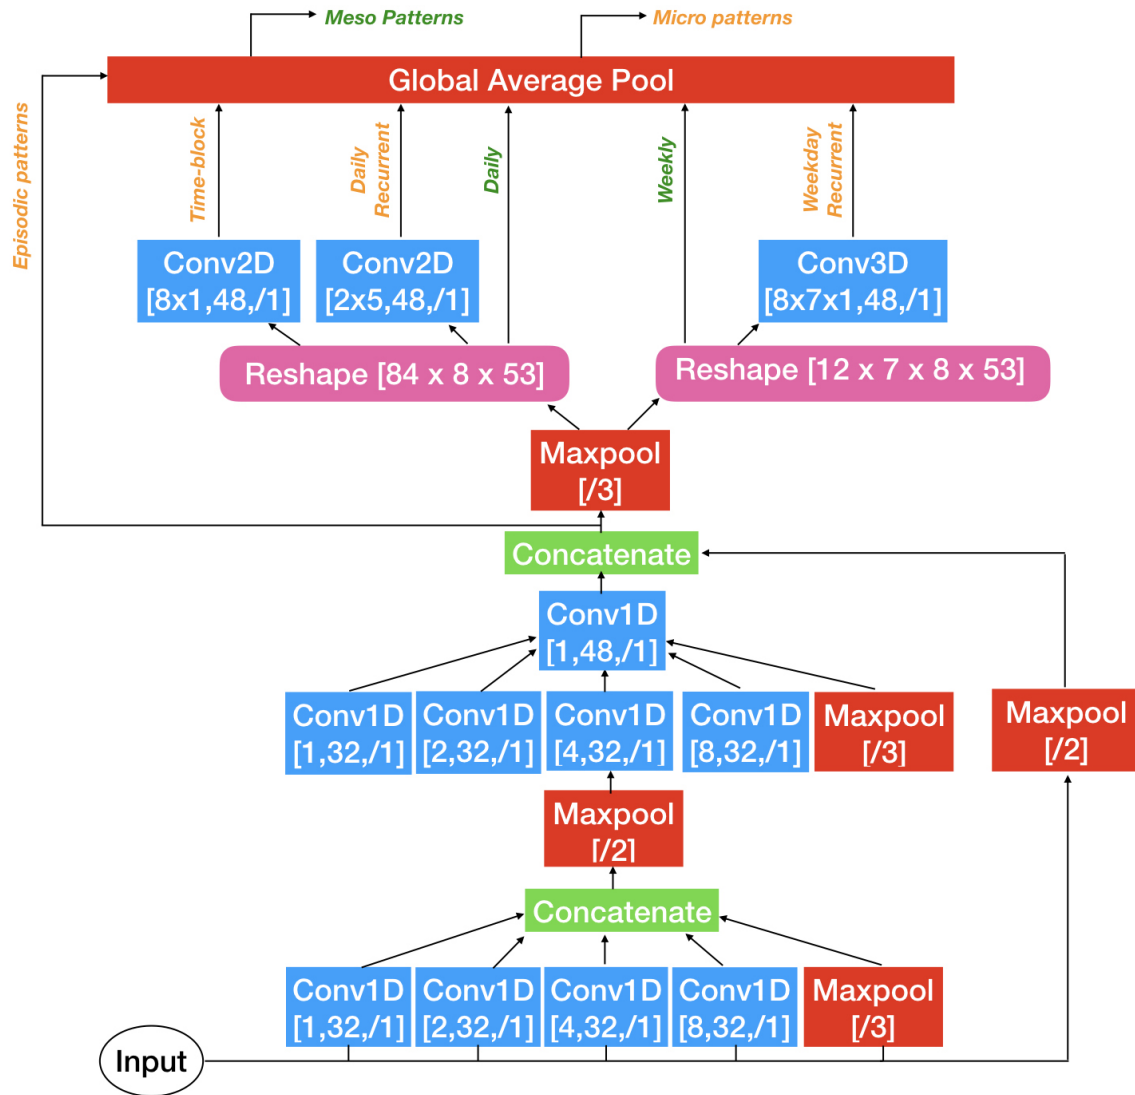 Meso Patterns
Micro patterns
Global Average Pool
Episodic patterns
Time-block
Daily
Recurrent
Daily
Weekly
Weekday
Recurrent
Conv2D
[8x1,48,/1]
Conv2D
[2x5,48,/1]
Conv3D
[8x7x1,48,/1]
Reshape [84 x 8 x 53]
Reshape [12 x 7 x 8 x 53]
Maxpool
[/3]
Concatenate
Conv1D
[1,48,/1]
Conv1D
[1,32,/1]
Conv1D
[2,32,/1]
Conv1D
[4,32,/1]
Conv1D
[8,32,/1]
Maxpool
[/3]
Maxpool
[/2]
Maxpool
[/2]
Concatenate
Conv1D
[1,32,/1]
Conv1D
[2,32,/1]
Conv1D
[4,32,/1]
Conv1D
[8,32,/1]
Maxpool
[/3]
Input